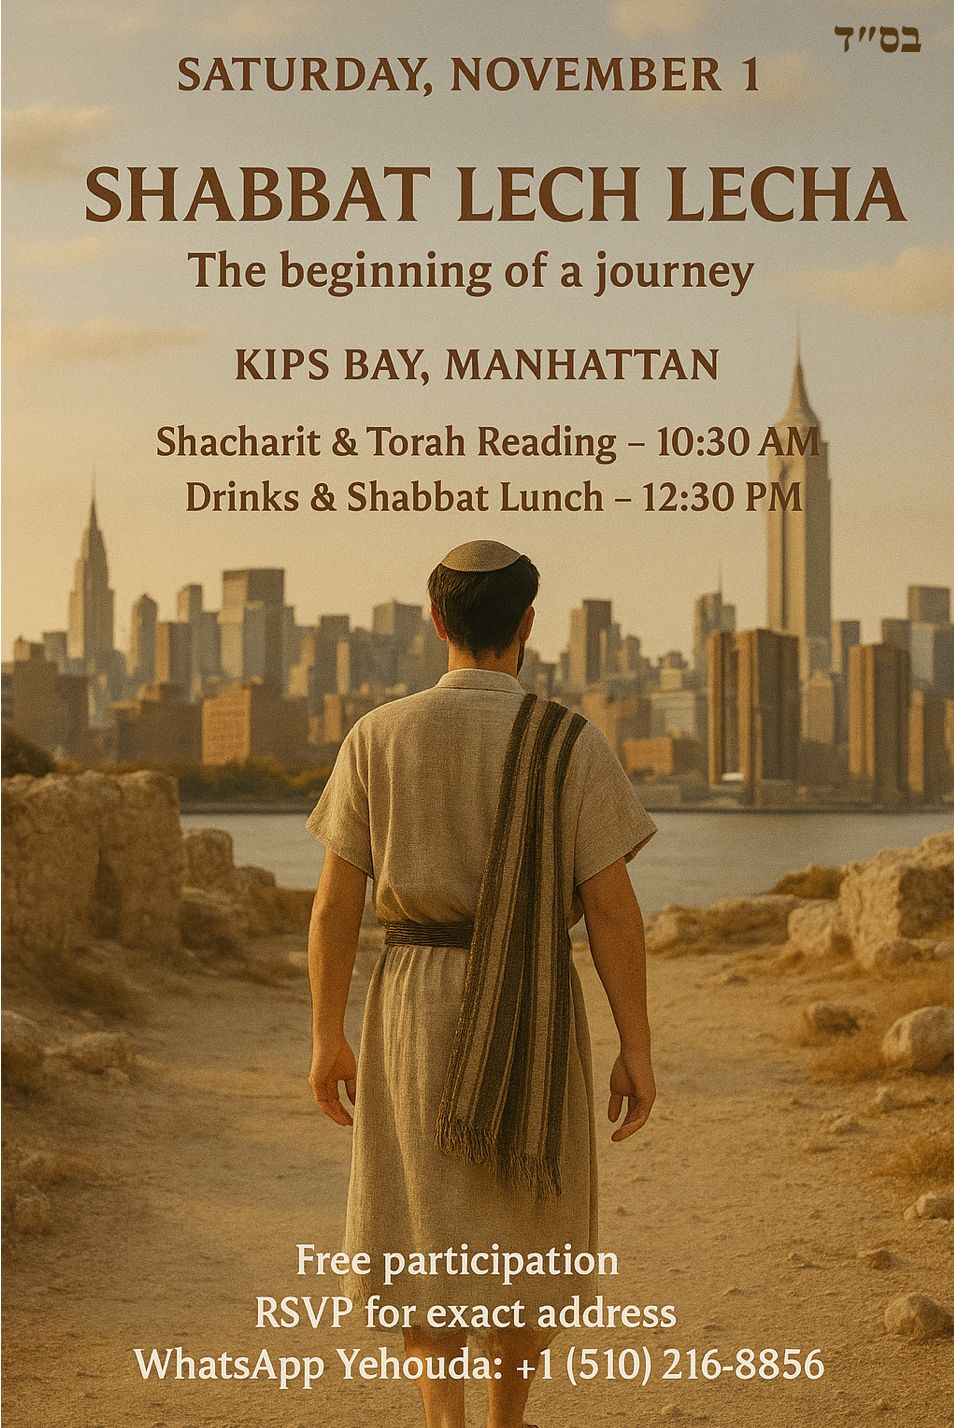 בס״ד
SATURDAY, NOVEMBER 1
SHABBAT LECH LECHA
The beginning of a journey
KIPS BAY, MANHATTAN
Shacharit & Torah Reading – 10:30 AM
Drinks & Shabbat Lunch – 12:30 PM
Free participation
RSVP for exact address
WhatsApp Yehouda: +1 (510) 216-8856